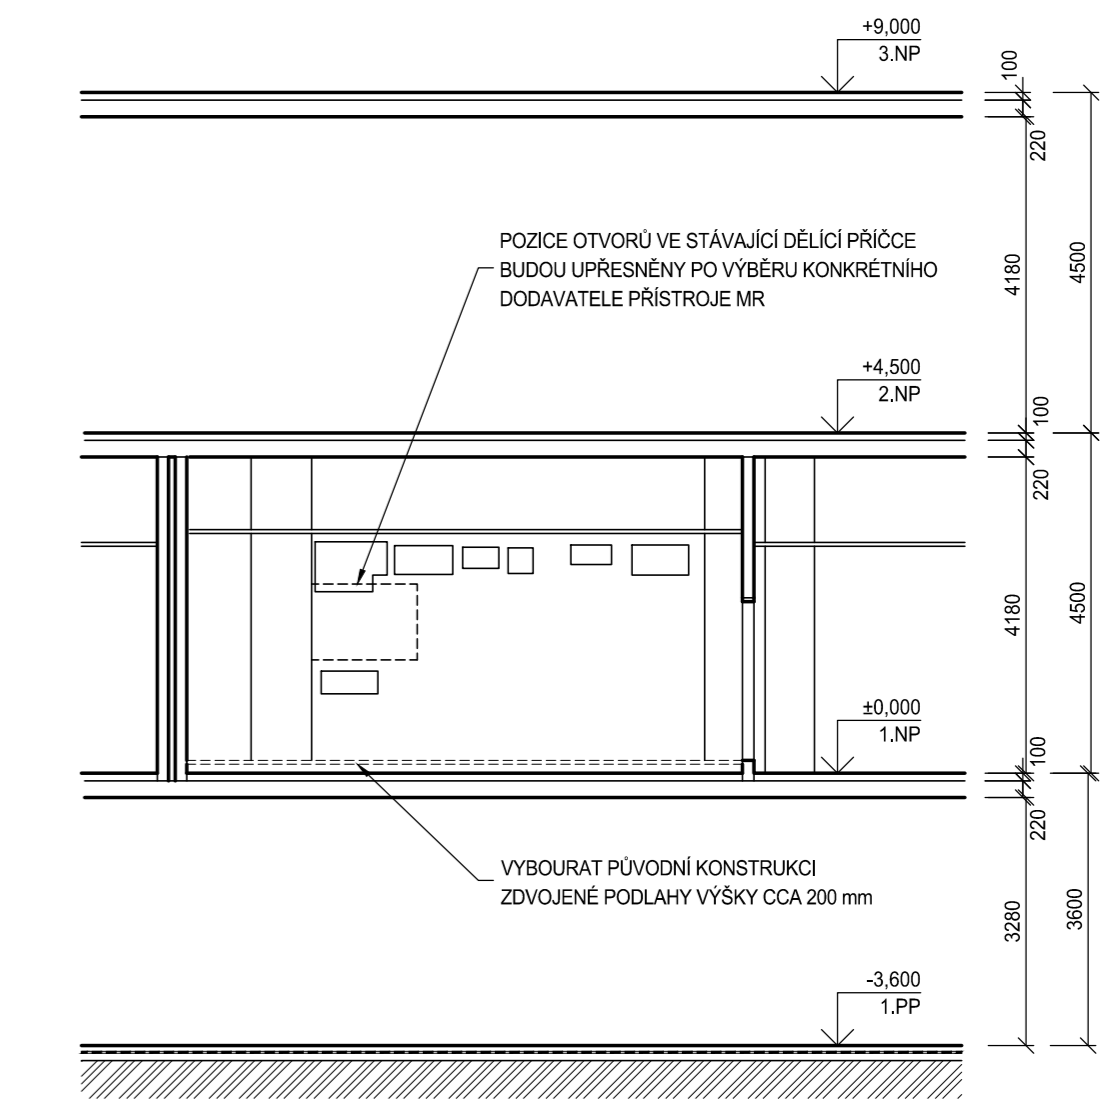 +9,000
3.NP
100
220
POZICE OTVORŮ VE STÁVAJÍCÍ DĚLÍCÍ PŘÍČCE
BUDOU UPŘESNĚNY PO VÝBĚRU KONKRÉTNÍHO
DODAVATELE PŘÍSTROJE MR
4180
4500
+4,500
2.NP
100
220
4180
4500
±0,000
1.NP
100
220
VYBOURAT PŮVODNÍ KONSTRUKCI
ZDVOJENÉ PODLAHY VÝŠKY CCA 200 mm
3280
3600
-3,600
1.PP